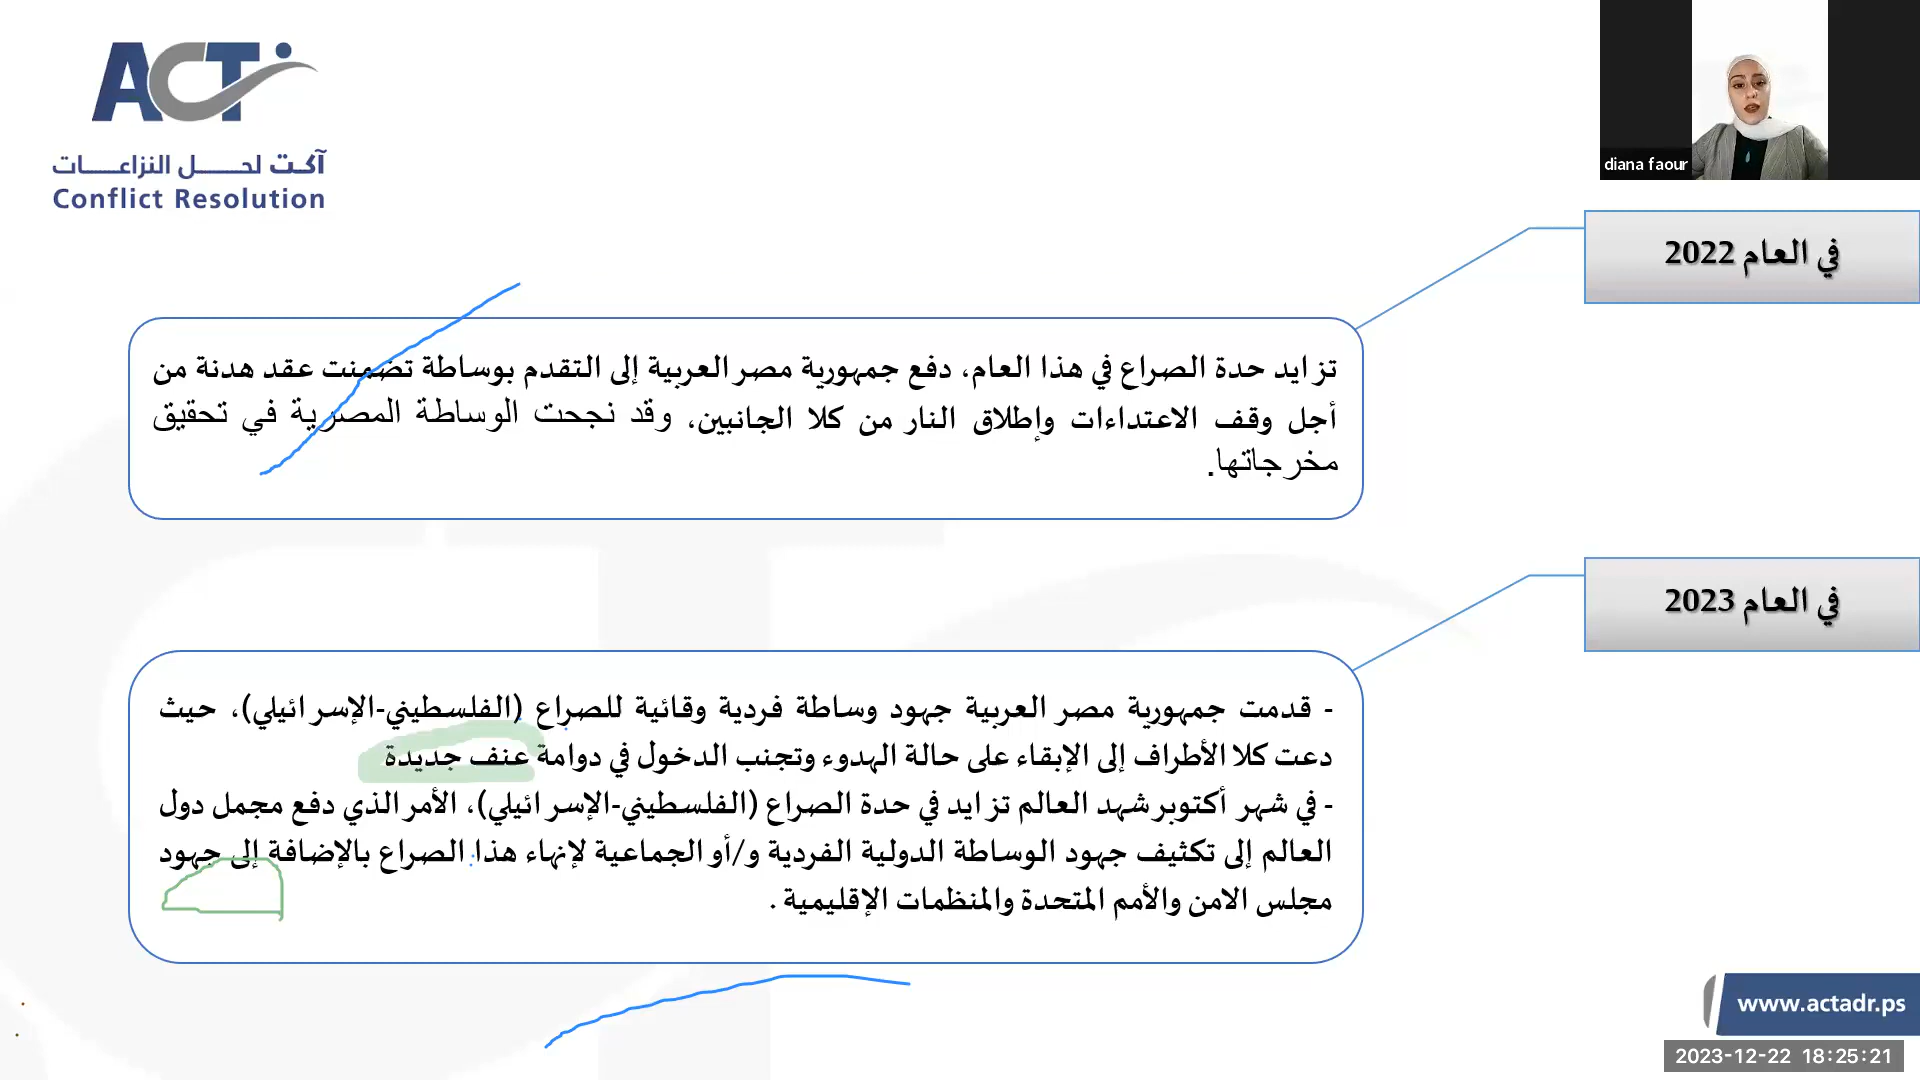 ACT
آكت لحـــل النزاعـــات
Conflict Resolution
diana faour
في العام 2022
تزايد حدة الصراع في هذا العام، دفع جمهورية مصر العربية إلى التقدم بوساطة تضمنت عقد هدنة من
أجل وقف الاعتداءات وإطلاق النار من كلا الجانبين، وقد نجحت الوساطة المصرية في تحقيق
مخرجاتها.
في العام 2023
- قدمت جمهورية مصر العربية جهود وساطة فردية وقائية للصراع (الفلسطيني-الإسرائيلي)، حيث
دعت كلا الأطراف إلى الإبقاء على حالة الهدوء وتجنب الدخول في دوامة عنف جديدة
- في شهر أكتوبر شهد العالم تزايد في حدة الصراع (الفلسطيني-الإسرائيلي)، الأمر الذي دفع مجمل دول
العالم إلى تكثيف جهود الوساطة الدولية الفردية و/أو الجماعية لإنهاء هذا الصراع بالإضافة إلى جهود
مجلس الامن والأمم المتحدة والمنظمات الإقليمية .
www.actadr.ps
2023-12-22 18:25:21